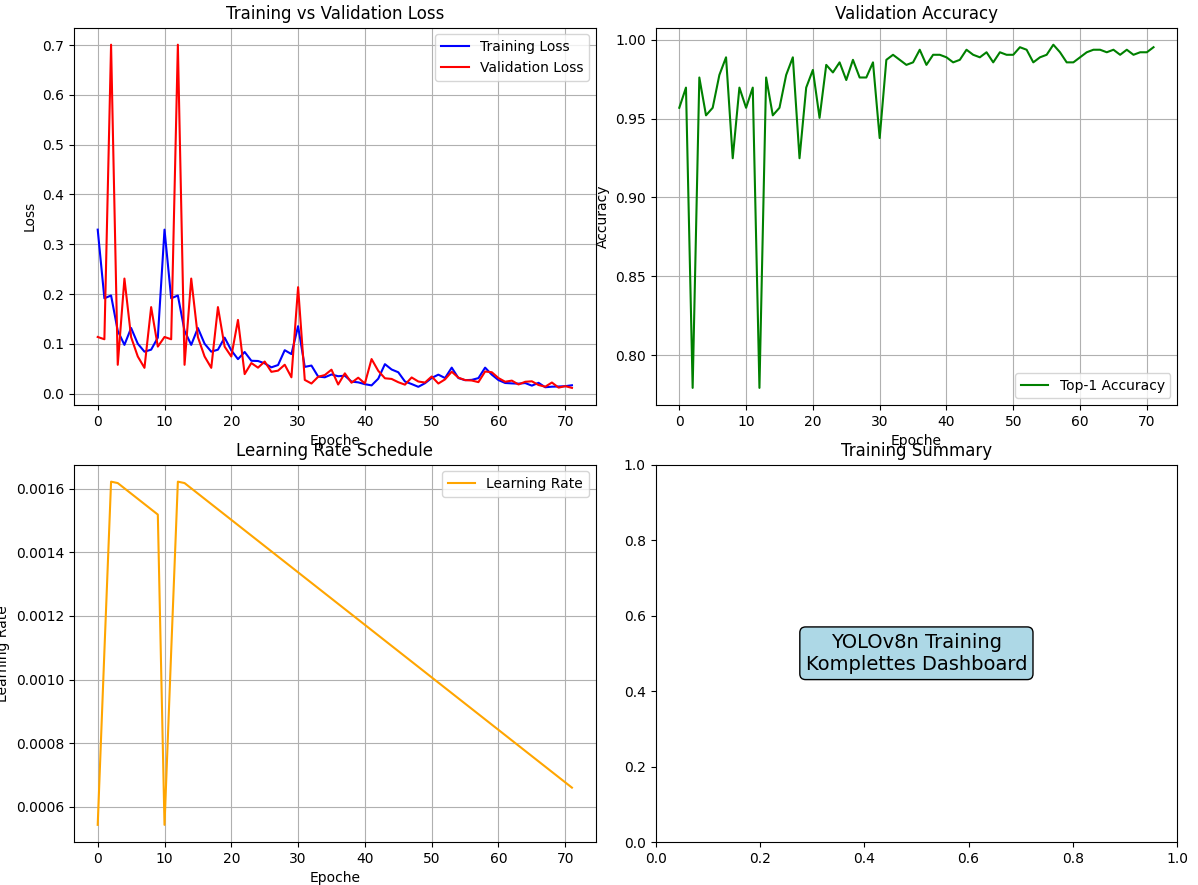 Training vs Validation Loss
Loss
0.7
0.6
0.5
0.4
0.3
0.2
0.1
0.0
Training Loss
Validation Loss
0 10 20 30 40 50 60 70
Epoche
Validation Accuracy
Accuracy
1.00
0.95
0.90
0.85
0.80
Top-1 Accuracy
0 10 20 30 40 50 60 70
Epoche
Learning Rate Schedule
Learning Rate
0.0016
0.0014
0.0012
0.0010
0.0008
0.0006
Learning Rate
0 10 20 30 40 50 60 70
Epoche
Training Summary
1.0
0.8
0.6
0.4
0.2
0.0
YOLOv8n Training
Komplettes Dashboard
0.0 0.2 0.4 0.6 0.8 1.0